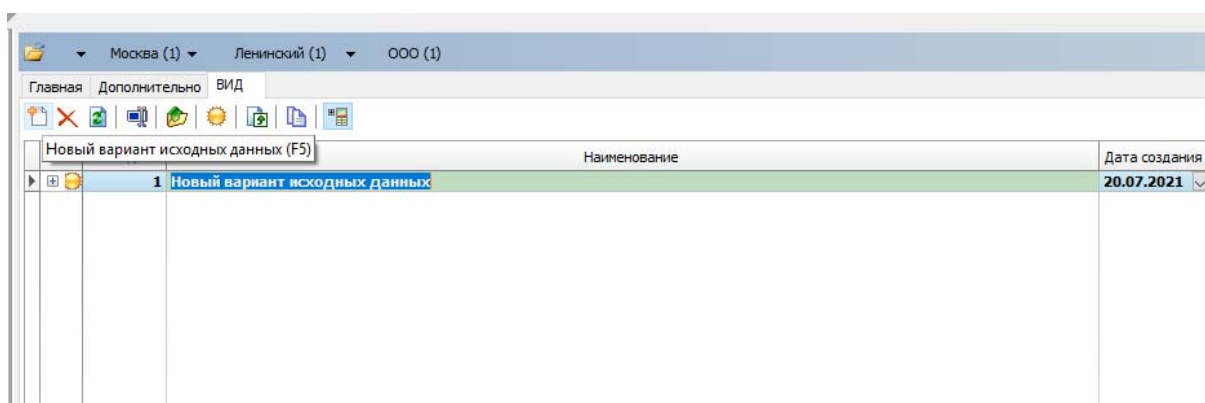 Москва (1) Ленинский (1) ООО (1)
Главная Дополнительно ВИД
Новый вариант исходных данных (F5)
Наименование Дата создания
1 Новый вариант исходных данных 20.07.2021